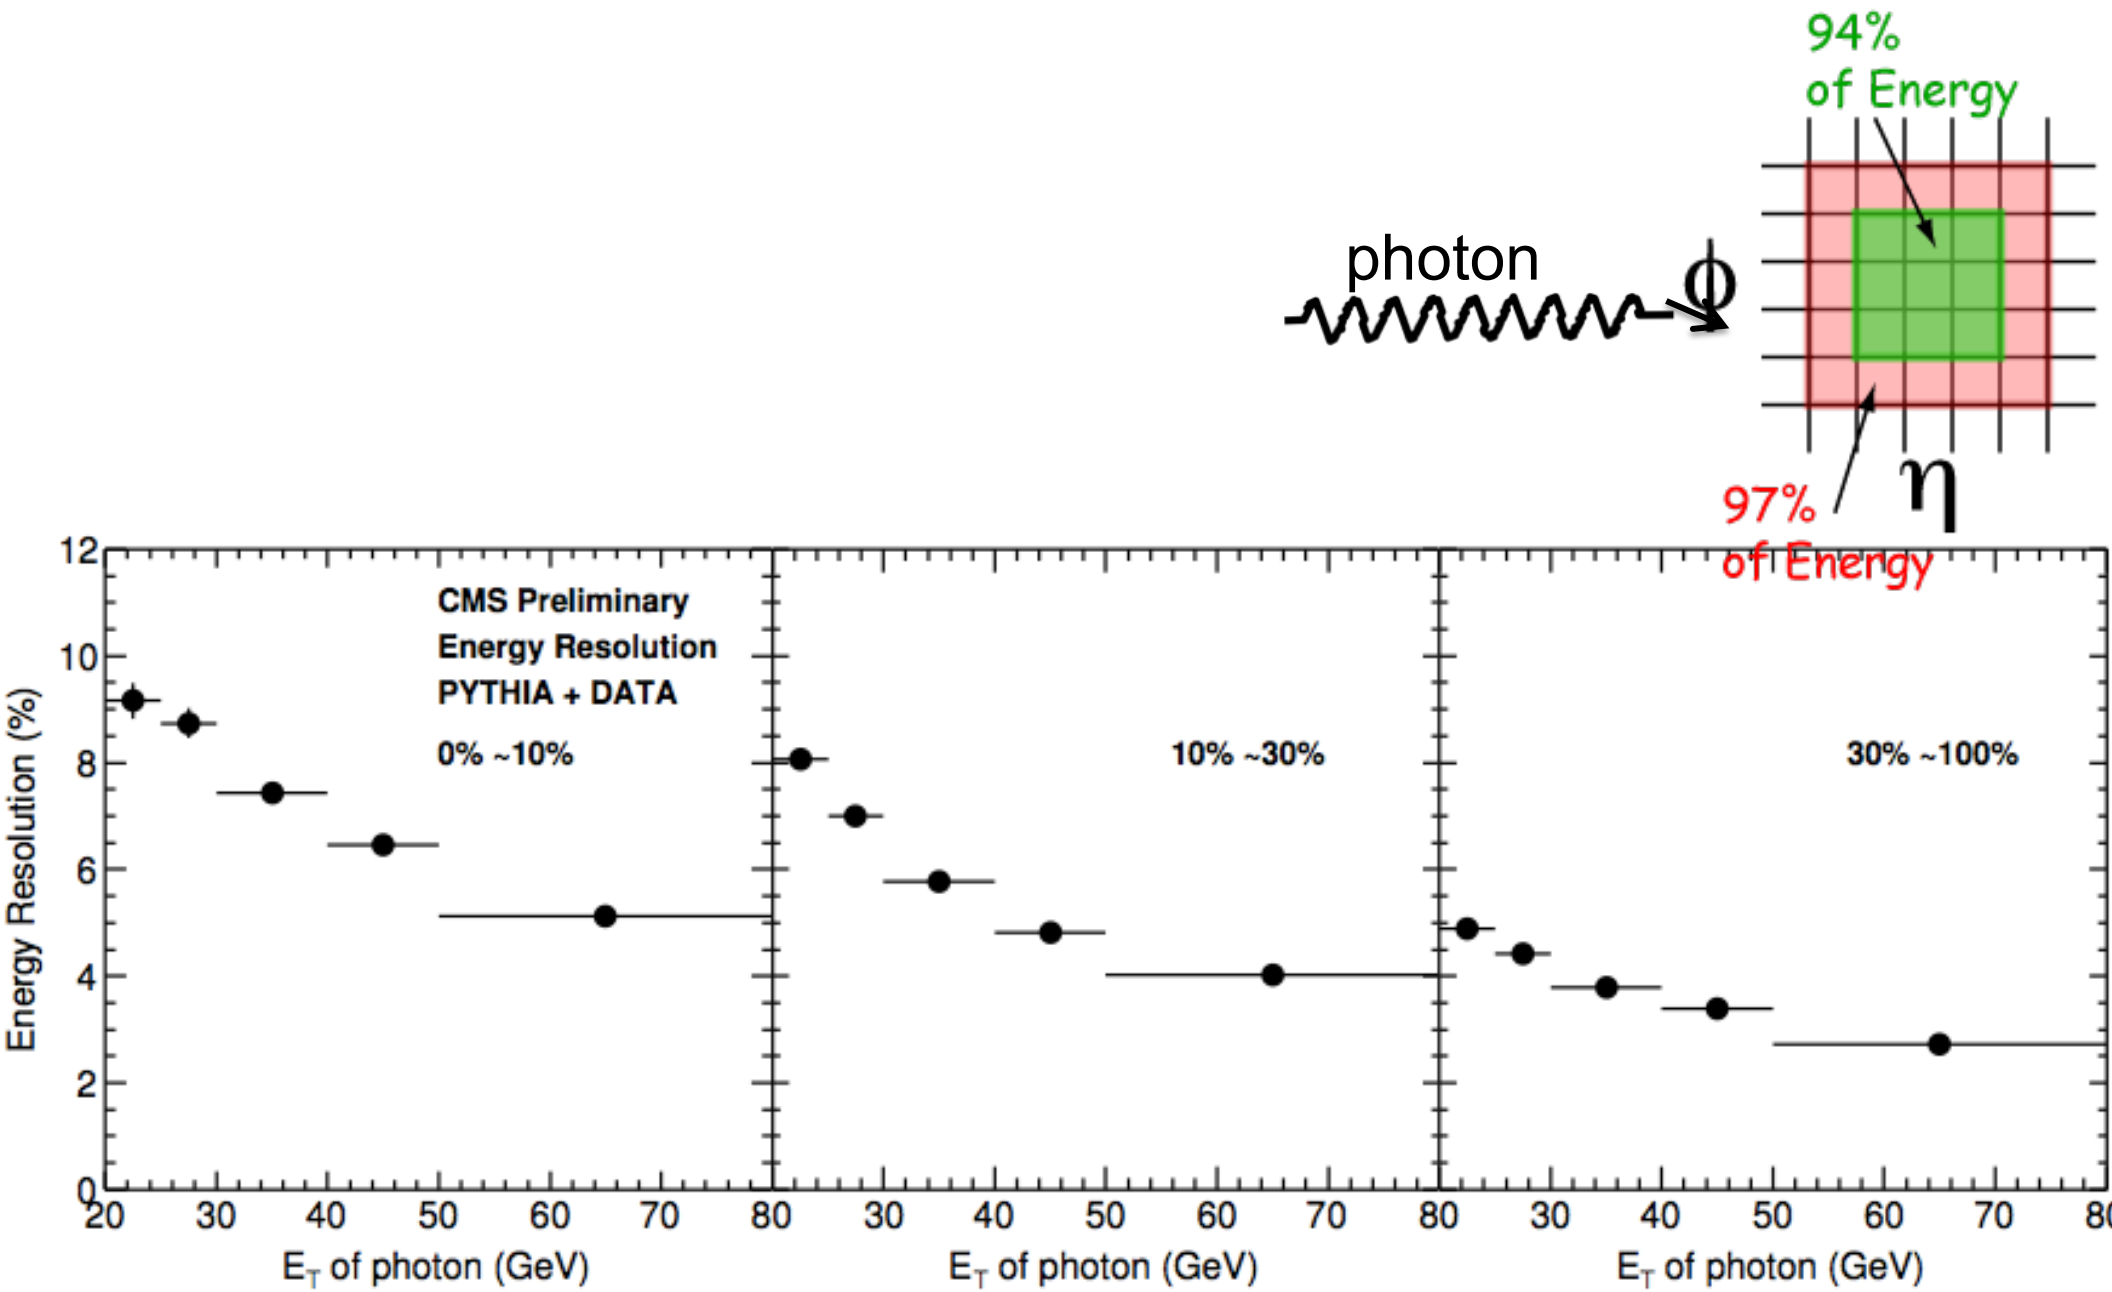 94%
of Energy
photon
ϕ
η
97%
of Energy
12
10
8
6
4
2
0
Energy Resolution (%)
CMS Preliminary
Energy Resolution
PYTHIA + DATA
0% ~10%
10% ~30%
30% ~100%
20 30 40 50 60 70 80 30 40 50 60 70 80 30 40 50 60 70 80
E_T of photon (GeV) E_T of photon (GeV) E_T of photon (GeV)